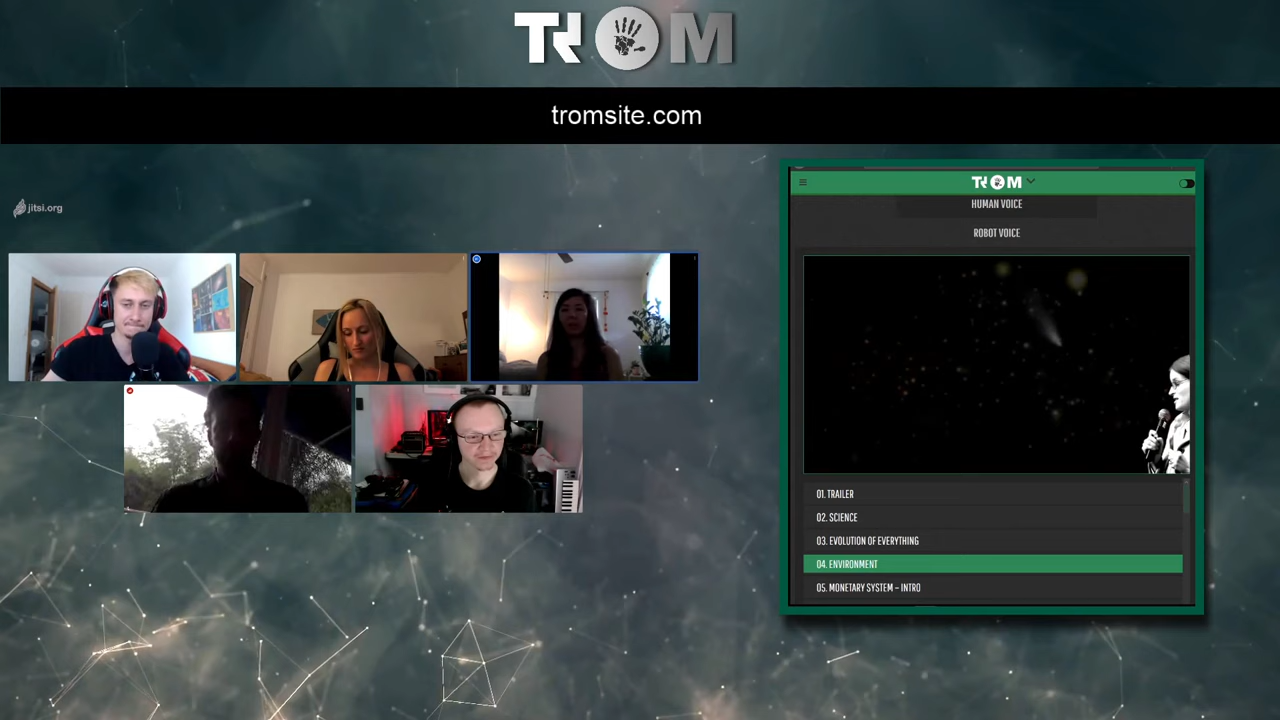 TROM
tromsite.com
jitsi.org
TROM
HUMAN VOICE
ROBOT VOICE
01. TRAILER
02. SCIENCE
03. EVOLUTION OF EVERYTHING
04. ENVIRONMENT
05. MONETARY SYSTEM – INTRO